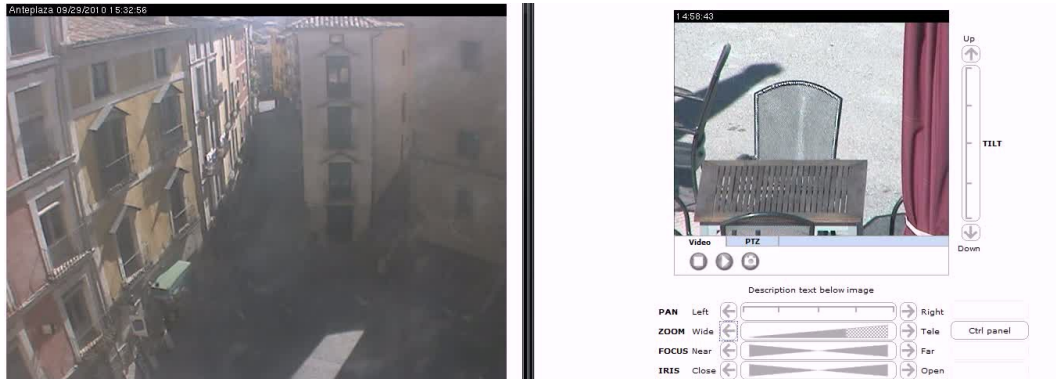 Anteplaza 09/29/2010 15:32:56
14:58:43
Up
TILT
Down
Video PTZ
Description text below image
PAN Left Right
ZOOM Wide Tele Ctrl panel
FOCUS Near Far
IRIS Close Open